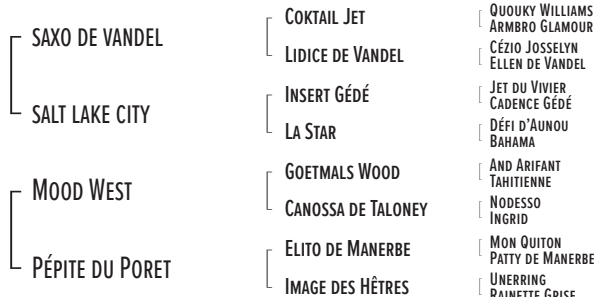 SAXO DE VANDEL
SALT LAKE CITY
MOOD WEST
PÉPITE DU PORET
COKTAIL JET
LIDICE DE VANDEL
INSERT GÉDÉ
LA STAR
GOETMALS WOOD
CANOSSA DE TALONEY
ELITO DE MANERBE
IMAGE DES HÊTRES
QUOUKY WILLIAMS
ARMBRO GLAMOUR
CÉZIO JOSSELYN
ELLEN DE VANDEL
JET DU VIVIER
CADENCE GÉDÉ
DÉFI D'AUNOU
BAHAMA
AND ARIFANT
TAHITIENNE
NODESSO
INGRID
MON QUITON
PATTY DE MANERBE
UNERRING
RAINETTE GRISE